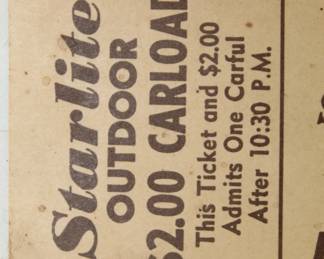 Starlite
OUTDOOR
$2.00 CARLOAD
This Ticket and $2.00
Admits One Carful
After 10:30 P.M.